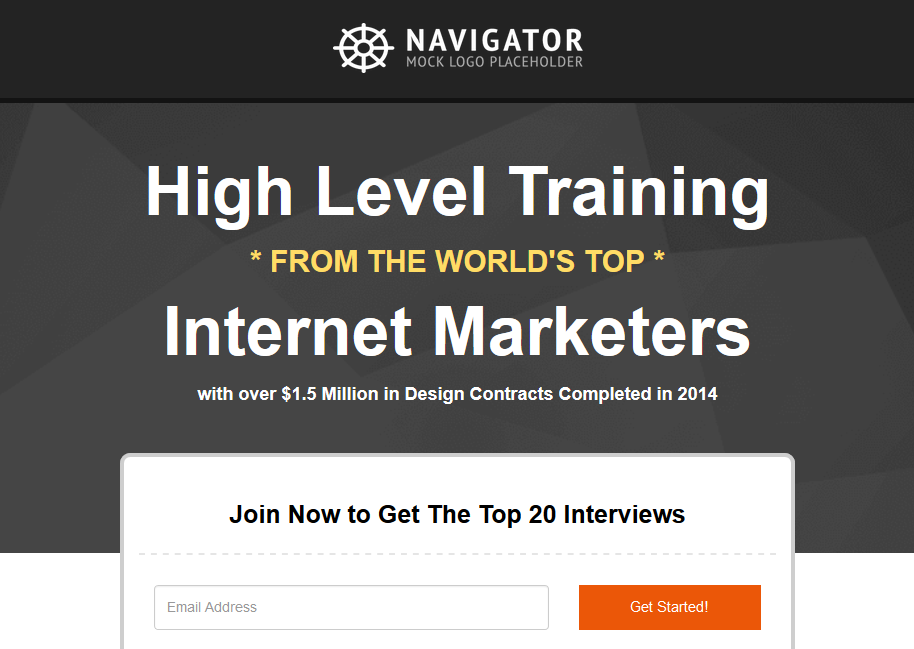 NAVIGATOR
MOCK LOGO PLACEHOLDER
High Level Training
* FROM THE WORLD'S TOP *
Internet Marketers
with over $1.5 Million in Design Contracts Completed in 2014
Join Now to Get The Top 20 Interviews
Email Address
Get Started!